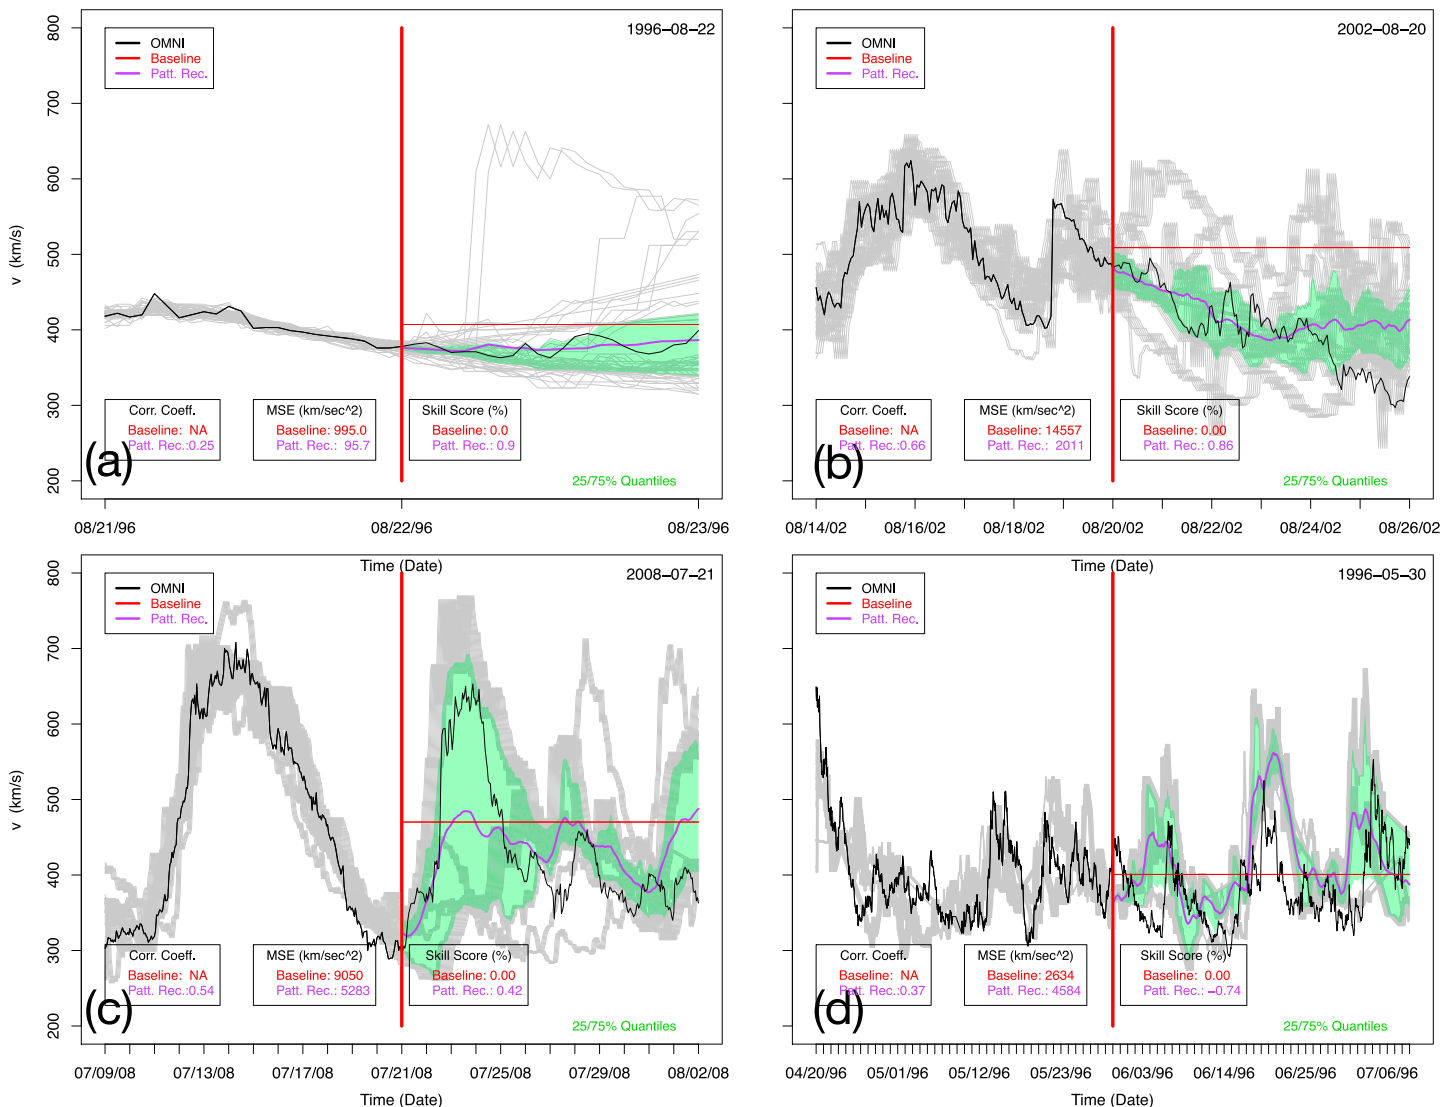 1996−08−22
OMNI
Baseline
Patt. Rec.
800
700
600
500
400
300
200
v (km/s)
Corr. Coeff.
Baseline: NA
Patt. Rec.:0.25
MSE (km/sec^2)
Baseline: 995.0
Patt. Rec.: 95.7
Skill Score (%)
Baseline: 0.0
Patt. Rec.: 0.9
(a)
25/75% Quantiles
08/21/96 08/22/96 08/23/96
Time (Date)
2002−08−20
OMNI
Baseline
Patt. Rec.
Corr. Coeff.
Baseline: NA
Patt. Rec.:0.66
MSE (km/sec^2)
Baseline: 14557
Patt. Rec.: 2011
Skill Score (%)
Baseline: 0.00
Patt. Rec.: 0.86
(b)
25/75% Quantiles
08/14/02 08/16/02 08/18/02 08/20/02 08/22/02 08/24/02 08/26/02
Time (Date)
2008−07−21
OMNI
Baseline
Patt. Rec.
800
700
600
500
400
300
200
v (km/s)
Corr. Coeff.
Baseline: NA
Patt. Rec.:0.54
MSE (km/sec^2)
Baseline: 9050
Patt. Rec.: 5283
Skill Score (%)
Baseline: 0.00
Patt. Rec.: 0.42
(c)
25/75% Quantiles
07/09/08 07/13/08 07/17/08 07/21/08 07/25/08 07/29/08 08/02/08
Time (Date)
1996−05−30
OMNI
Baseline
Patt. Rec.
Corr. Coeff.
Baseline: NA
Patt. Rec.:0.37
MSE (km/sec^2)
Baseline: 2634
Patt. Rec.: 4584
Skill Score (%)
Baseline: 0.00
Patt. Rec.: −0.74
(d)
25/75% Quantiles
04/20/96 05/01/96 05/12/96 05/23/96 06/03/96 06/14/96 06/25/96 07/06/96
Time (Date)